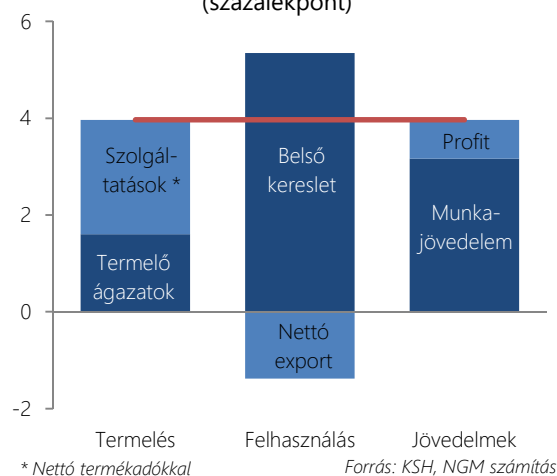 (százalékpont)
6
4
2
0
-2
Szolgál-
tatások *
Termelő
ágazatok
Belső
kereslet
Nettó
export
Profit
Munka-
jövedelem
Termelés
Felhasználás
Jövedelmek
* Nettó termékadókkal
Forrás: KSH, NGM számítás